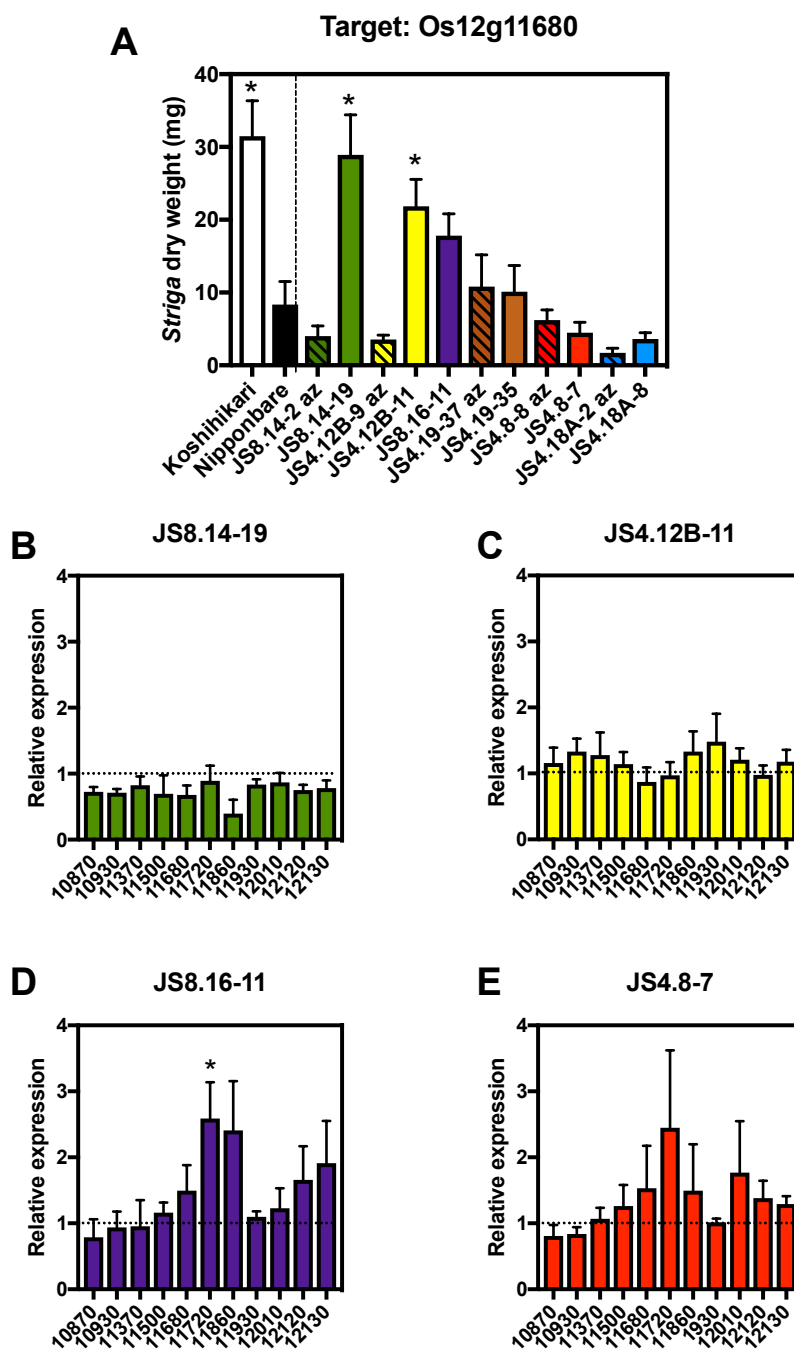 A
Target: Os12g11680
Striga dry weight (mg)
40
30
20
10
0
*
*
*
Koshihikari
Nipponbare
JS8.14-2 az
JS8.14-19
JS4.12B-9 az
JS4.12B-11
JS8.16-11
JS4.19-37 az
JS4.19-35
JS4.8-8 az
JS4.8-7
JS4.18A-2 az
JS4.18A-8
B
JS8.14-19
Relative expression
4
3
2
1
0
10870
10930
11370
11500
11680
11720
11860
11930
12010
12120
12130
C
JS4.12B-11
Relative expression
4
3
2
1
0
10870
10930
11370
11500
11680
11720
11860
11930
12010
12120
12130
D
JS8.16-11
Relative expression
4
3
2
1
0
*
10870
10930
11370
11500
11680
11720
11860
11930
12010
12120
12130
E
JS4.8-7
Relative expression
4
3
2
1
0
10870
10930
11370
11500
11680
11720
11860
1930
12010
12120
12130